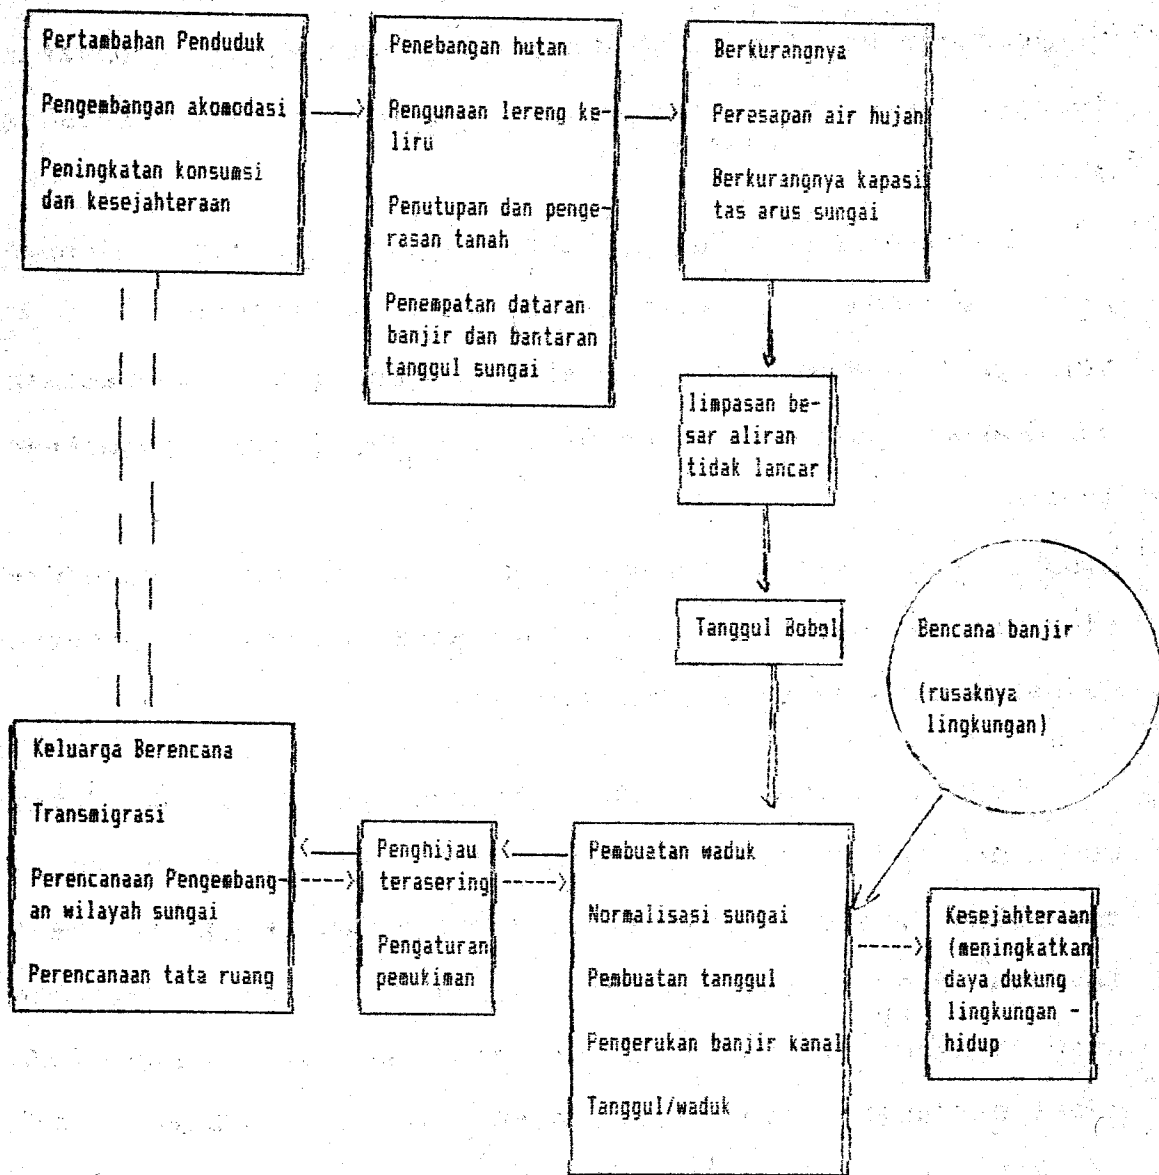 Pertambahan Penduduk
Pengembangan akomodasi
Peningkatan konsumsi
dan kesejahteraan
Penebangan hutan
Pengunaan lereng ke-
liru
Penutupan dan penge-
rasan tanah
Penempatan dataran
banjir dan bantaran
tanggul sungai
Berkurangnya
Peresapan air hujan
Berkurangnya kapasi
tas arus sungai
limpasan be-
sar aliran
tidak lancar
Tanggul Bobol
Bencana banjir
(rusaknya
lingkungan)
Keluarga Berencana
Transmigrasi
Perencanaan Pengembang-
an wilayah sungai
Perencanaan tata ruang
Penghijau
terasering
Pengaturan
pemukiman
Pembuatan waduk
Normalisasi sungai
Pembuatan tanggul
Pengerukan banjir kanal
Tanggul/waduk
Kesejahteraan
(meningkatkan
daya dukung
lingkungan -
hidup